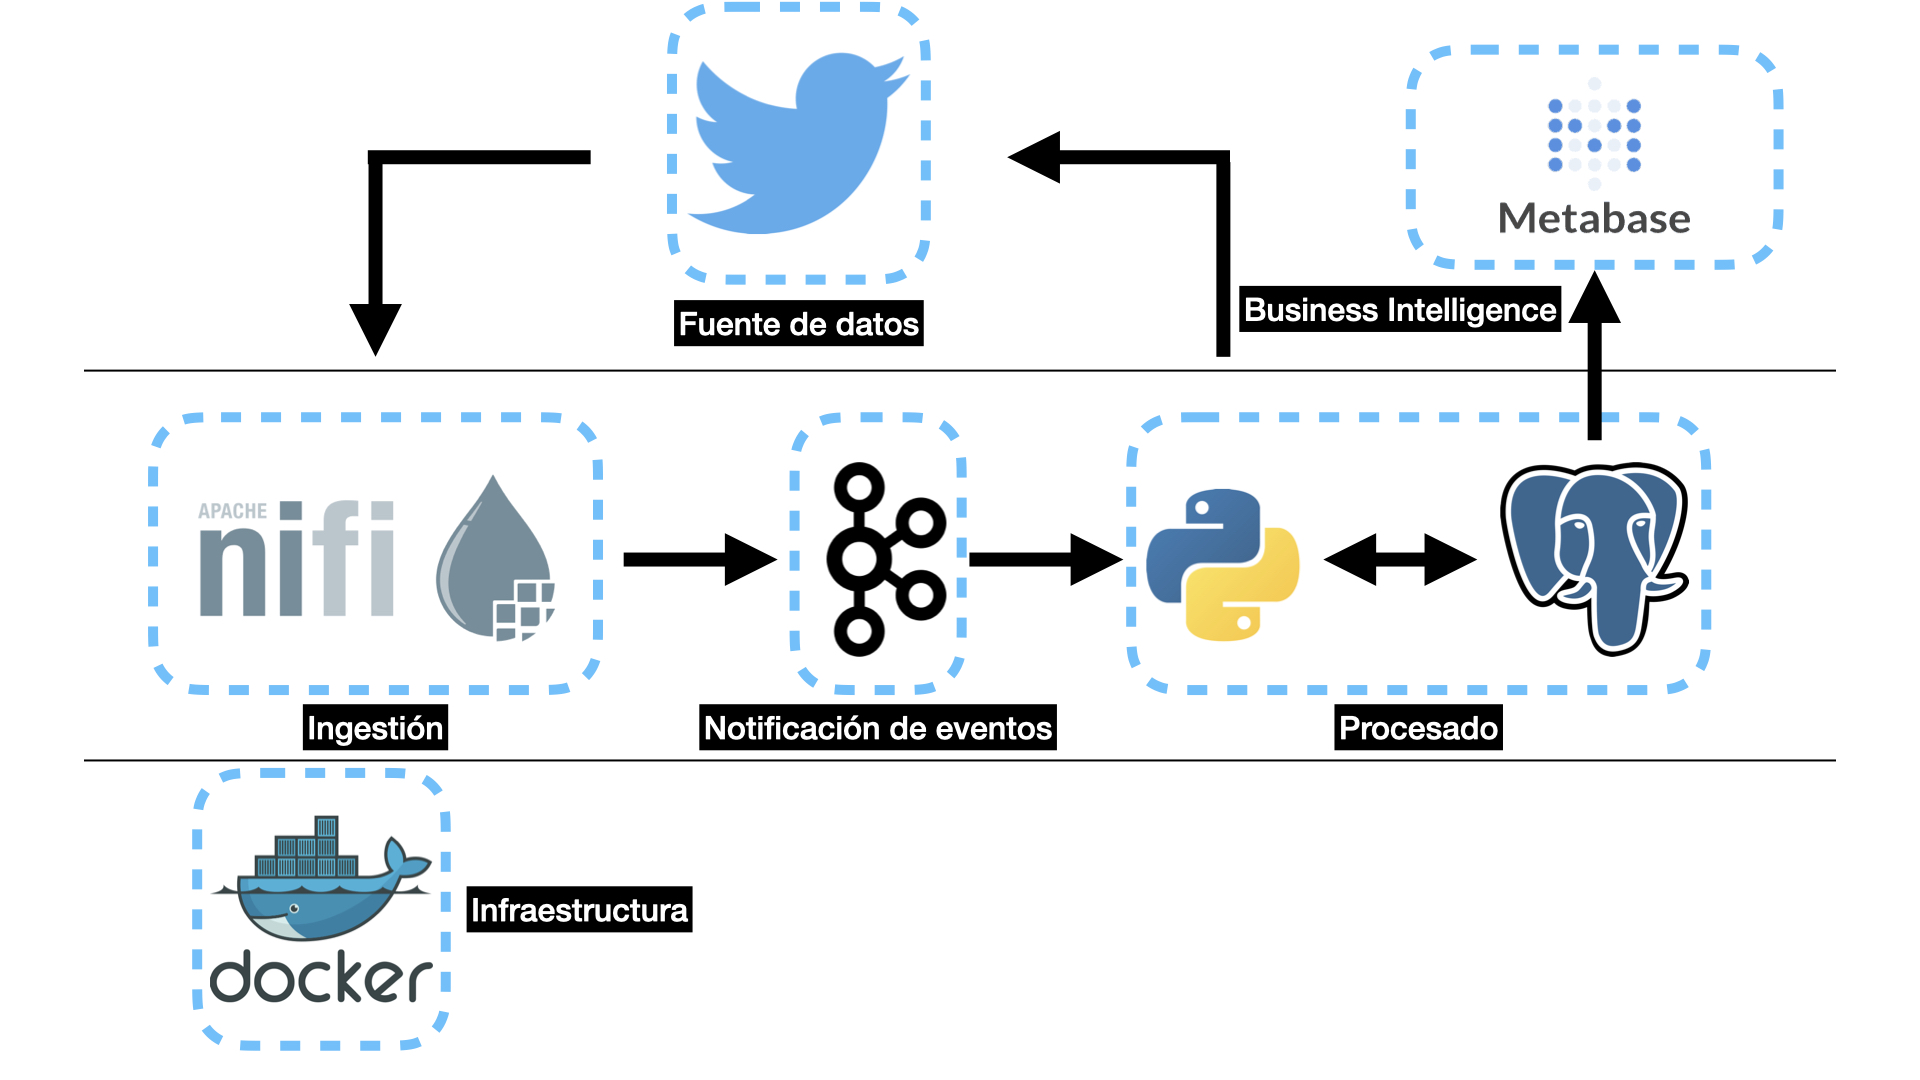 Metabase
Fuente de datos
Business Intelligence
APACHE
nifi
Ingestión
Notificación de eventos
Procesado
docker
Infraestructura